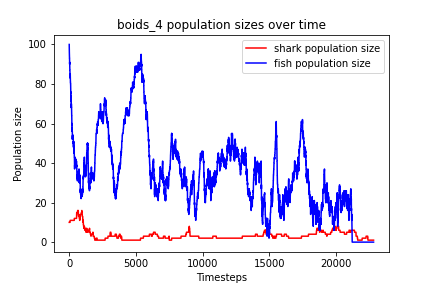 boids_4 population sizes over time
shark population size
fish population size
Population size
100
80
60
40
20
0
0
5000
10000
15000
20000
Timesteps